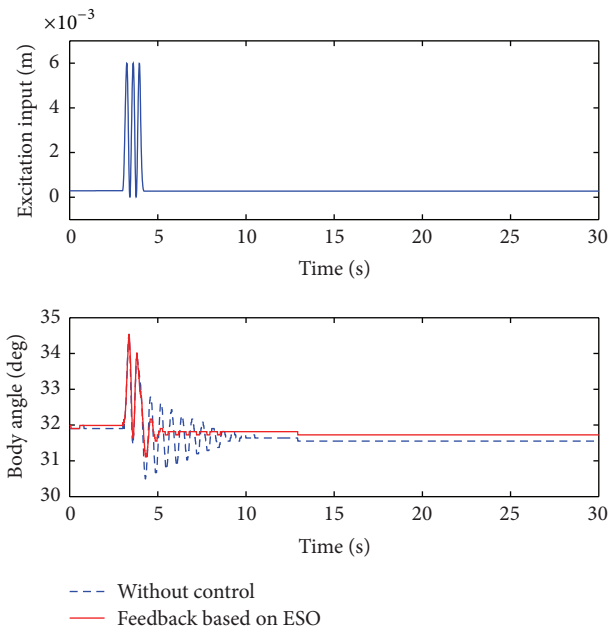 ×10⁻³
6
4
2
0
Excitation input (m)
0 5 10 15 20 25 30
Time (s)
35
34
33
32
31
30
Body angle (deg)
0 5 10 15 20 25 30
Time (s)
Without control
Feedback based on ESO